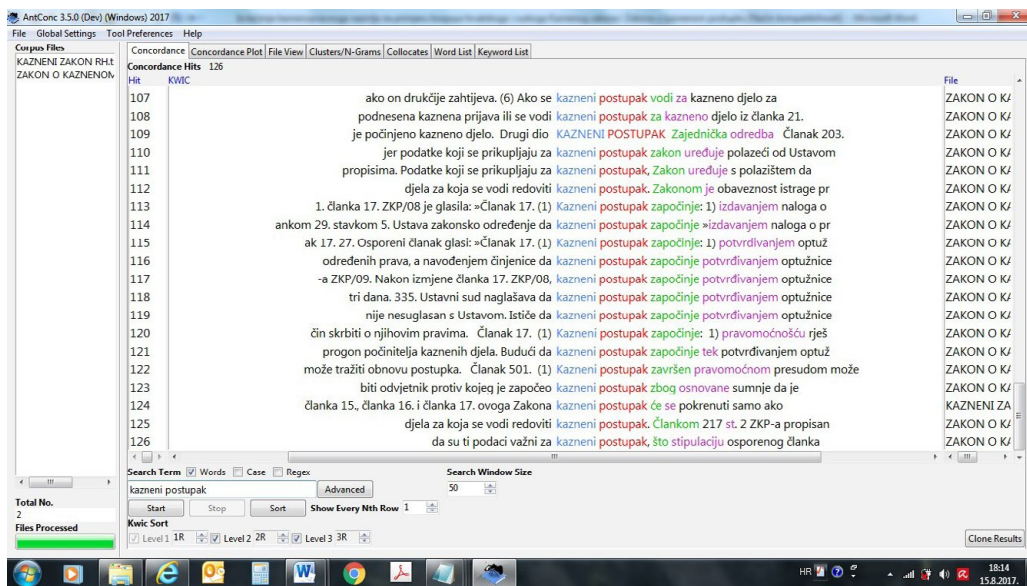 AntConc 3.5.0 (Dev) (Windows) 2017
File Global Settings Tool Preferences Help
Corpus Files
KAZNENI ZAKON RH.t
ZAKON O KAZNENOM
Concordance Concordance Plot File View Clusters/N-Grams Collocates Word List Keyword List
Concordance Hits 126
Hit KWIC File
107 ako on drukčije zahtijeva. (6) Ako se kazneni postupak vodi za kazneno djelo za ZAKON O KA
108 podnesena kaznena prijava ili se vodi kazneni postupak za kazneno djelo iz članka 21. ZAKON O KA
109 je počinjeno kazneno djelo. Drugi dio KAZNENI POSTUPAK Zajednička odredba Članak 203. ZAKON O KA
110 jer podatke koji se prikupljaju za kazneni postupak zakon uređuje polazeći od Ustavom ZAKON O KA
111 propisima. Podatke koji se prikupljaju za kazneni postupak, Zakon uređuje s polazištem da ZAKON O KA
112 djela za koja se vodi redoviti kazneni postupak. Zakonom je obaveznost istrage pr ZAKON O KA
113 1. članka 17. ZKP/08 je glasila: »Članak 17. (1) Kazneni postupak započinje: 1) izdavanjem naloga o ZAKON O KA
114 ankom 29. stavkom 5. Ustava zakonsko određenje da kazneni postupak započinje »izdavanjem naloga o pr ZAKON O KA
115 ak 17. 27. Osporeni članak glasi: »Članak 17. (1) Kazneni postupak započinje: 1) potvrđivanjem optuž ZAKON O KA
116 određenih prava, a navođenjem činjenice da kazneni postupak započinje potvrđivanjem optužnice ZAKON O KA
117 -a ZKP/09. Nakon izmjene članka 17. ZKP/08, kazneni postupak započinje potvrđivanjem optužnice ZAKON O KA
118 tri dana. 335. Ustavni sud naglašava da kazneni postupak započinje potvrđivanjem optužnice ZAKON O KA
119 nije nesuglasan s Ustavom. Ističe da kazneni postupak započinje potvrđivanjem optužnice ZAKON O KA
120 čin skrbiti o njihovim pravima. Članak 17. (1) Kazneni postupak započinje: 1) pravomoćnošću rješ ZAKON O KA
121 progon počinitelja kaznenih djela. Budući da kazneni postupak započinje tek potvrđivanjem optuž ZAKON O KA
122 može tražiti obnovu postupka. Članak 501. (1) Kazneni postupak završen pravomoćnom presudom može ZAKON O KA
123 biti odvjetnik protiv kojeg je započeo kazneni postupak zbog osnovane sumnje da je ZAKON O KA
124 članka 15., članka 16. i članka 17. ovoga Zakona kazneni postupak će se pokrenuti samo ako KAZNENI ZA
125 djela za koja se vodi redoviti kazneni postupak. Člankom 217 st. 2 ZKP-a propisan ZAKON O KA
126 da su ti podaci važni za kazneni postupak, što stipulaciju osporenog članka ZAKON O KA
Search Term Words Case Regex Search Window Size
kazneni postupak Advanced 50
Total No.
2
Start Stop Sort Show Every Nth Row 1
Files Processed
Kwic Sort
Level 1 1R Level 2 2R Level 3 3R Clone Results
HR 18:14
15.8.2017.